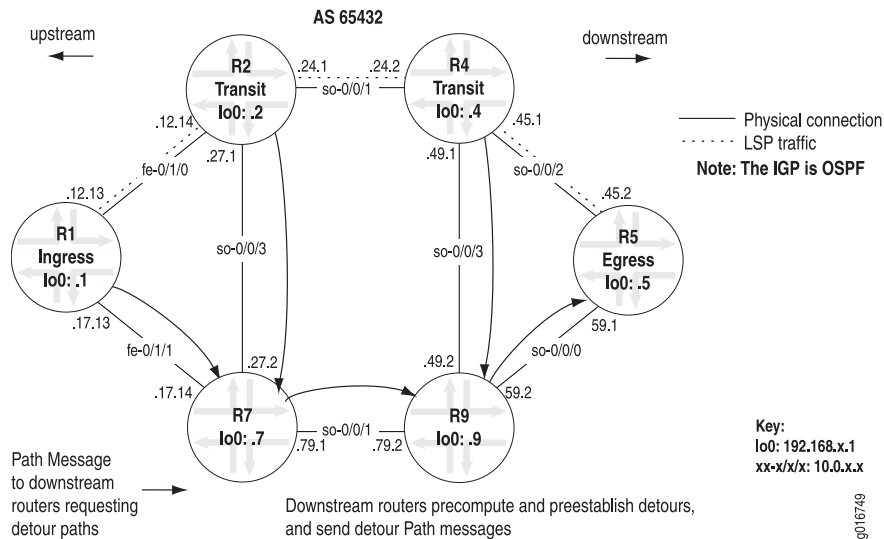 AS 65432
upstream
downstream
R2
Transit
lo0: .2
.24.1
.24.2
so-0/0/1
R4
Transit
lo0: .4
Physical connection
LSP traffic
Note: The IGP is OSPF
.12.14
fe-0/1/0
.12.13
.27.1
.49.1
.45.1
so-0/0/2
.45.2
R1
Ingress
lo0: .1
so-0/0/3
so-0/0/3
R5
Egress
lo0: .5
.17.13
fe-0/1/1
.17.14
.27.2
.49.2
59.1
so-0/0/0
59.2
R7
lo0: .7
so-0/0/1
.79.1
.79.2
R9
lo0: .9
Key:
lo0: 192.168.x.1
xx-x/x/x: 10.0.x.x
Path Message
to downstream
routers requesting
detour paths
Downstream routers precompute and preestablish detours,
and send detour Path messages
g016749